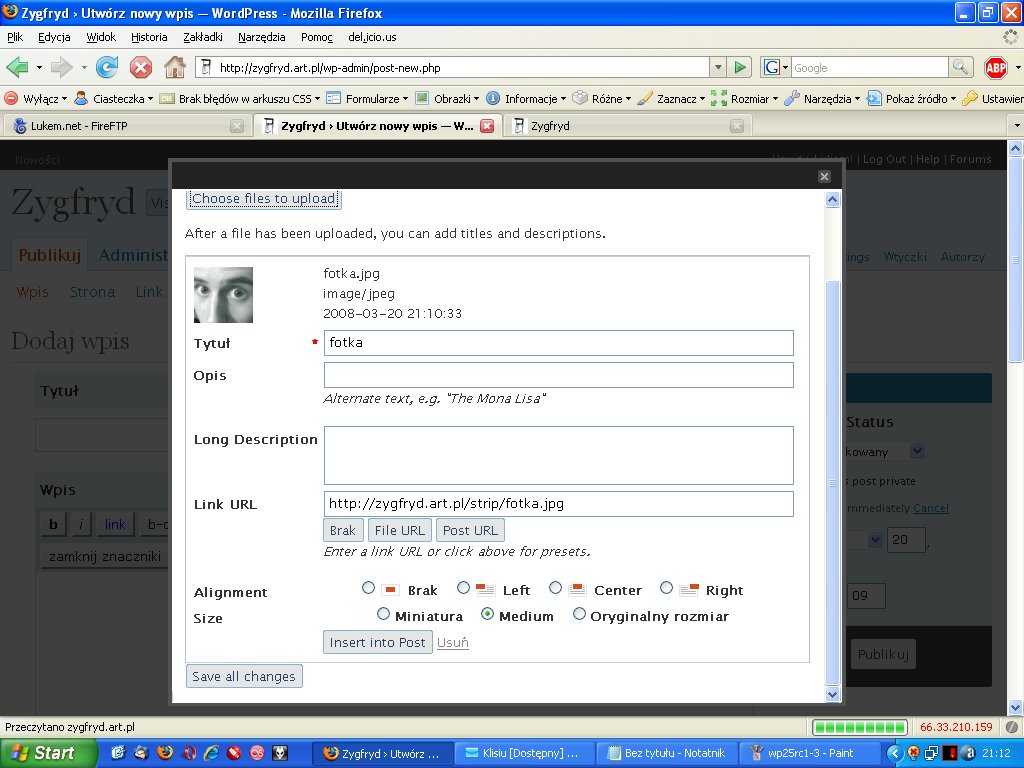 Zygfryd › Utwórz nowy wpis — WordPress - Mozilla Firefox
Plik Edycja Widok Historia Zakładki Narzędzia Pomoc del.icio.us
http://zygfryd.art.pl/wp-admin/post-new.php
Google
ABP
Wyłącz Ciasteczka Brak błędów w arkuszu CSS Formularze Obrazki Informacje Różne Zaznacz Rozmiar Narzędzia Pokaż źródło Ustawier
Lukem.net - FireFTP
Zygfryd › Utwórz nowy wpis — W...
Zygfryd
Nowości
| Log Out | Help | Forums
Zygfryd
Vis
Publikuj Administ
ngs Wtyczki Autorzy
Wpis Strona Link
Dodaj wpis
Tytuł
Wpis
b i link b-q
zamknij znaczniki
Choose files to upload
After a file has been uploaded, you can add titles and descriptions.
fotka.jpg
image/jpeg
2008-03-20 21:10:33
Tytuł * fotka
Opis
Alternate text, e.g. "The Mona Lisa"
Long Description
Link URL http://zygfryd.art.pl/strip/fotka.jpg
Brak File URL Post URL
Enter a link URL or click above for presets.
Alignment Brak Left Center Right
Size Miniatura Medium Oryginalny rozmiar
Insert into Post Usuń
Save all changes
Status
kowany
s post private
mmediately Cancel
20 ,
09
Publikuj
Przeczytano zygfryd.art.pl
66.33.210.159
Start
Zygfryd › Utwórz ...
Klisiu [Dostępny] ...
Bez tytułu - Notatnik
wp25rc1-3 - Paint
21:12